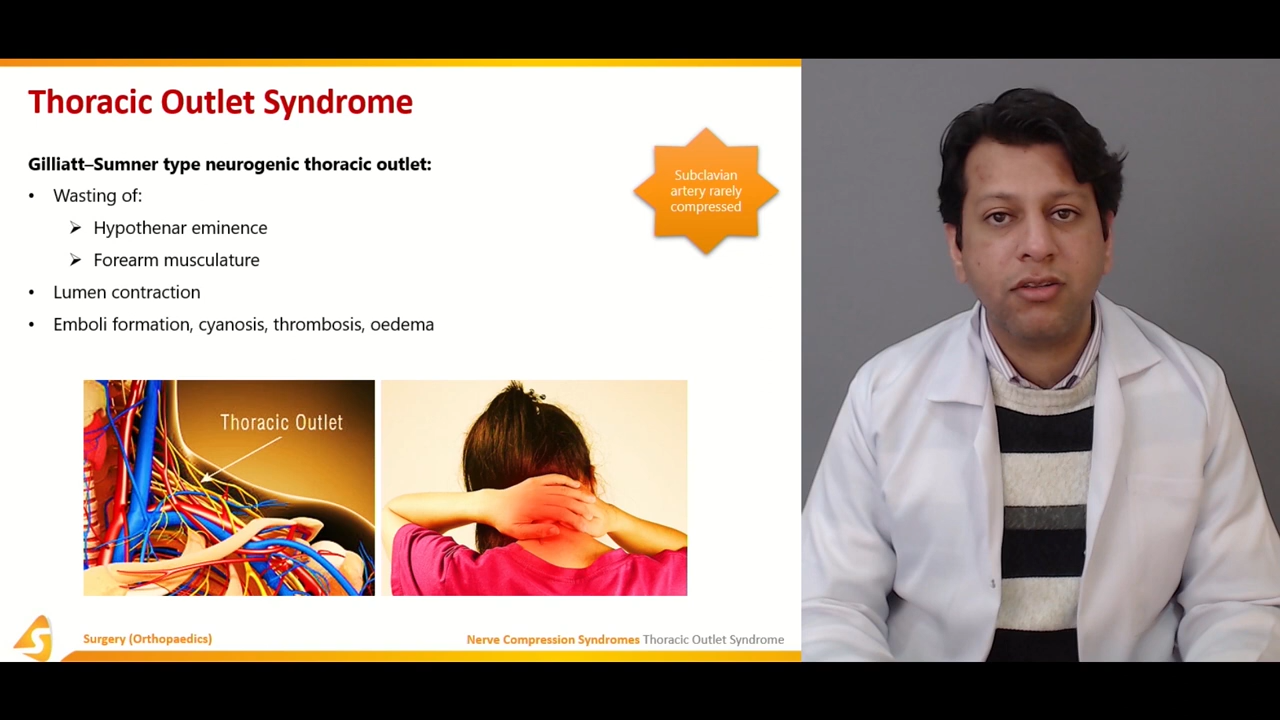 Thoracic Outlet Syndrome
Gilliatt–Sumner type neurogenic thoracic outlet:
• Wasting of:
➢ Hypothenar eminence
➢ Forearm musculature
• Lumen contraction
• Emboli formation, cyanosis, thrombosis, oedema
Subclavian
artery rarely
compressed
Thoracic Outlet
Surgery (Orthopaedics)
Nerve Compression Syndromes Thoracic Outlet Syndrome